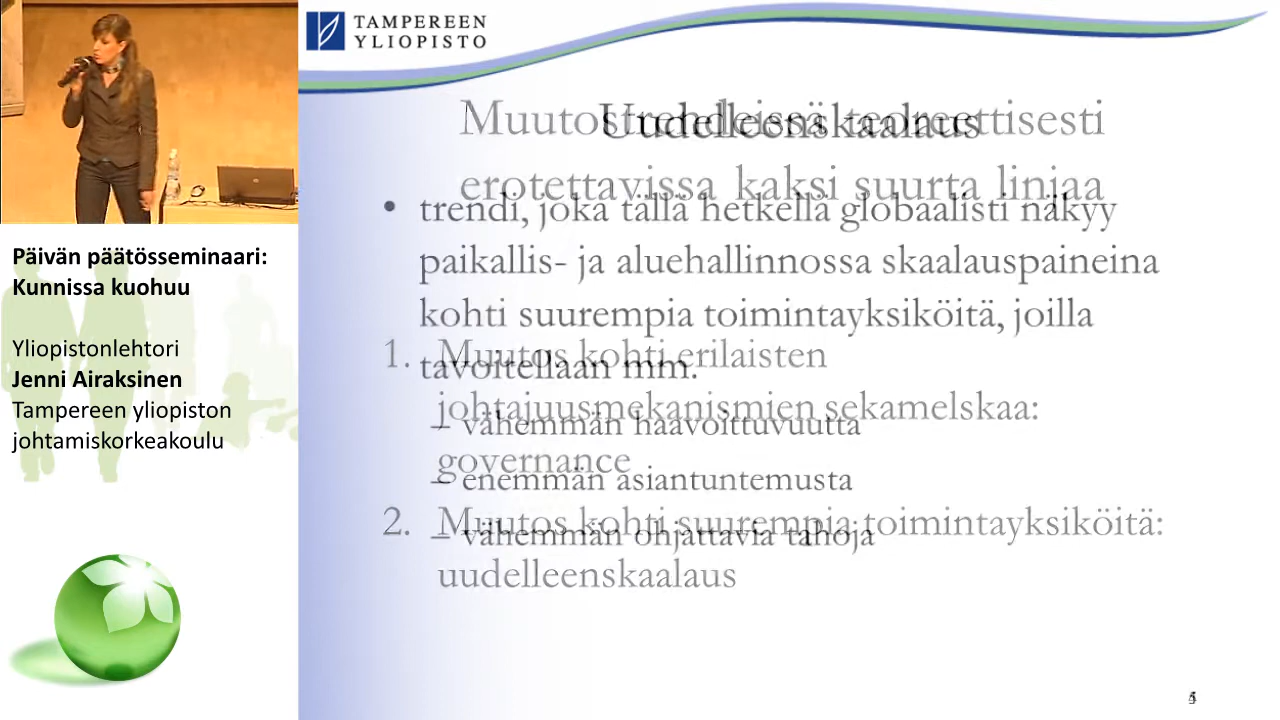 TAMPEREEN
YLIOPISTO
Päivän päätösseminaari:
Kunnissa kuohuu
Yliopistonlehtori
Jenni Airaksinen
Tampereen yliopiston
johtamiskorkeakoulu
Muutostrendeissä teoreettisesti
erotettavissa kaksi suurta linjaa
1. Muutos kohti erilaisten
johtajuusmekanismien sekamelskaa:
governance
2. Muutos kohti suurempia toimintayksiköitä:
uudelleenskaalaus
Uudelleenskaalaus
• trendi, joka tällä hetkellä globaalisti näkyy
paikallis- ja aluehallinnossa skaalauspaineina
kohti suurempia toimintayksiköitä, joilla
tavoitellaan mm.
– vähemmän haavoittuvuutta
– enemmän asiantuntemusta
– vähemmän ohjattavia tahoja